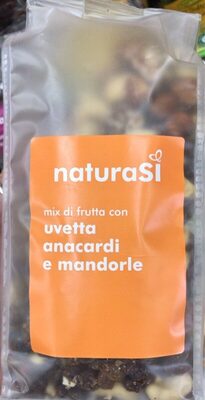 naturaSì
mix di frutta con
uvetta
anacardi
e mandorle